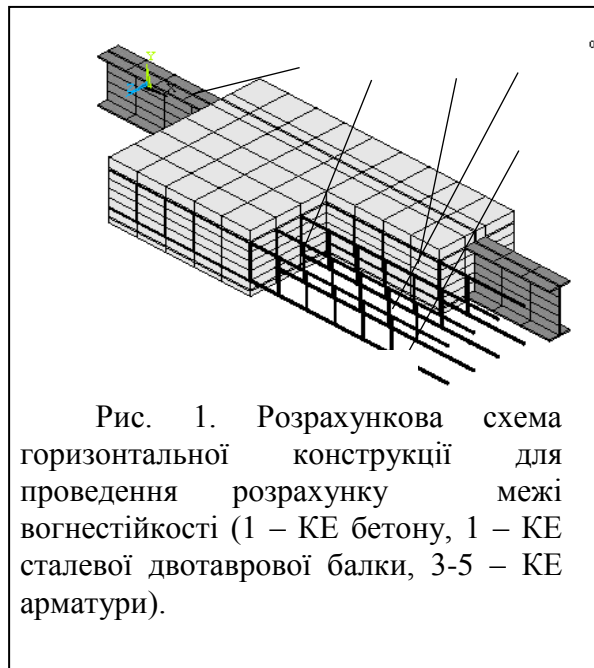 Y
Рис. 1. Розрахункова схема
горизонтальної конструкції для
проведення розрахунку межі
вогнестійкості (1 – КЕ бетону, 1 – КЕ
сталевої двотаврової балки, 3-5 – КЕ
арматури).